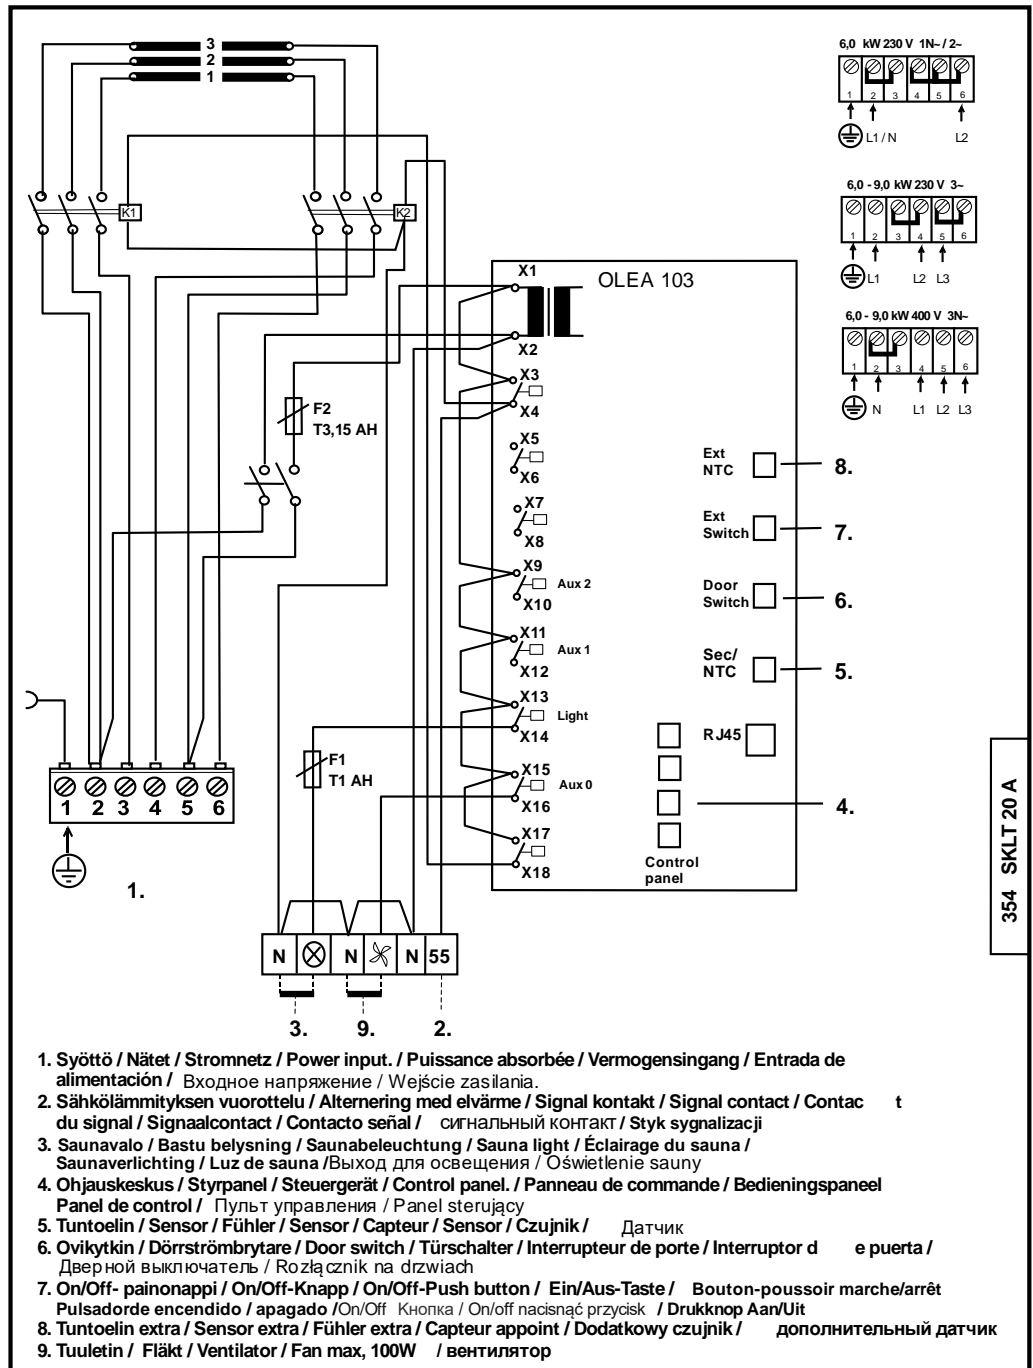 3
2
1
6,0 kW 230 V 1N~ / 2~
1 2 3 4 5 6
L1 / N L2
K1 K2
6,0 - 9,0 kW 230 V 3~
1 2 3 4 5 6
L1 L2 L3
6,0 - 9,0 kW 400 V 3N~
1 2 3 4 5 6
N L1 L2 L3
OLEA 103
X1
X2
X3
X4
X5
X6
X7
X8
X9
Aux 2
X10
X11
Aux 1
X12
X13
Light
X14
X15
Aux 0
X16
X17
X18
F2
T3,15 AH
F1
T1 AH
Ext
NTC
8.
Ext
Switch
7.
Door
Switch
6.
Sec/
NTC
5.
RJ45
4.
Control
panel
1 2 3 4 5 6
1.
N N N 55
3. 9. 2.
354 SKLT 20 A
1. Syöttö / Nätet / Stromnetz / Power input. / Puissance absorbée / Vermogensingang / Entrada de
alimentación / Входное напряжение / Wejście zasilania.
2. Sähkölämmityksen vuorottelu / Alternering med elvärme / Signal kontakt / Signal contact / Contac t
du signal / Signaalcontact / Contacto señal / сигнальный контакт / Styk sygnalizacji
3. Saunavalo / Bastu belysning / Saunabeleuchtung / Sauna light / Éclairage du sauna /
Saunaverlichting / Luz de sauna /Выход для освещения / Oświetlenie sauny
4. Ohjauskeskus / Styrpanel / Steuergerät / Control panel. / Panneau de commande / Bedieningspaneel
Panel de control / Пульт управления / Panel sterujący
5. Tuntoelin / Sensor / Fühler / Sensor / Capteur / Sensor / Czujnik / Датчик
6. Ovikytkin / Dörrströmbrytare / Door switch / Türschalter / Interrupteur de porte / Interruptor d e puerta /
Дверной выключатель / Rozłącznik na drzwiach
7. On/Off- painonappi / On/Off-Knapp / On/Off-Push button / Ein/Aus-Taste / Bouton-poussoir marche/arrêt
Pulsadorde encendido / apagado /On/Off Кнопка / On/off nacisnąć przycisk / Drukknop Aan/Uit
8. Tuntoelin extra / Sensor extra / Fühler extra / Capteur appoint / Dodatkowy czujnik / дополнительный датчик
9. Tuuletin / Fläkt / Ventilator / Fan max, 100W / вентилятор